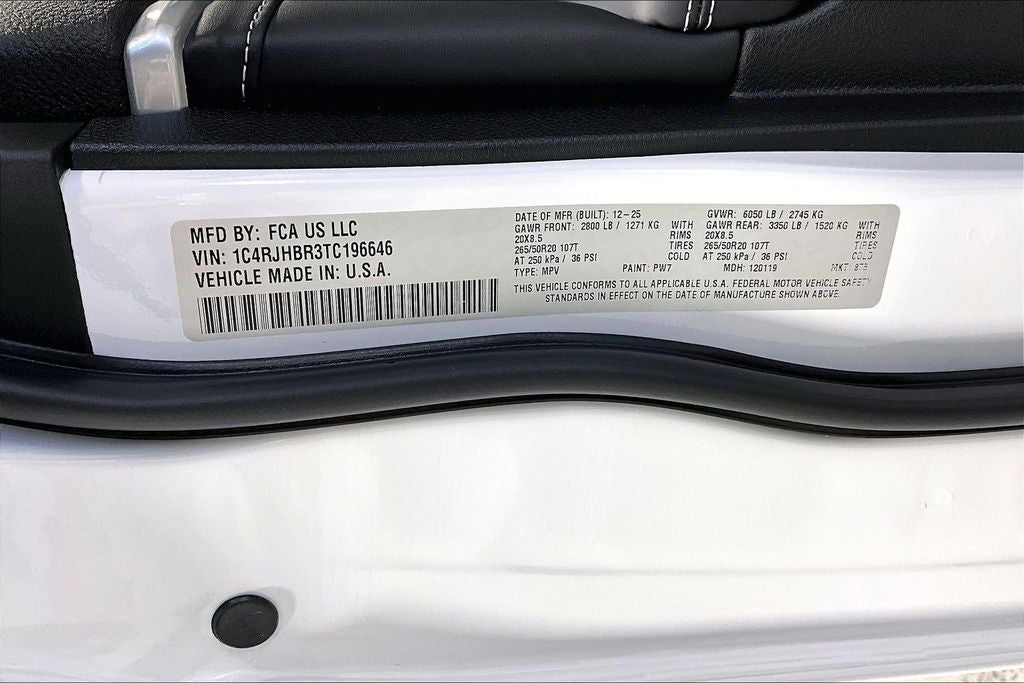 MFD BY: FCA US LLC
VIN: 1C4RJHBR3TC196646
VEHICLE MADE IN: U.S.A.
DATE OF MFR (BUILT): 12-25
GAWR FRONT: 2800 LB / 1271 KG WITH
20X8.5 RIMS
265/50R20 107T TIRES
AT 250 kPa / 36 PSI COLD
TYPE: MPV PAINT: PW7
GVWR: 6050 LB / 2745 KG
GAWR REAR: 3350 LB / 1520 KG WITH
20X8.5 RIMS
265/50R20 107T TIRES
AT 250 kPa / 36 PSI COLD
MDH: 120119 MKT:
THIS VEHICLE CONFORMS TO ALL APPLICABLE U.S.A. FEDERAL MOTOR VEHICLE SAFETY
STANDARDS IN EFFECT ON THE DATE OF MANUFACTURE SHOWN ABOVE.